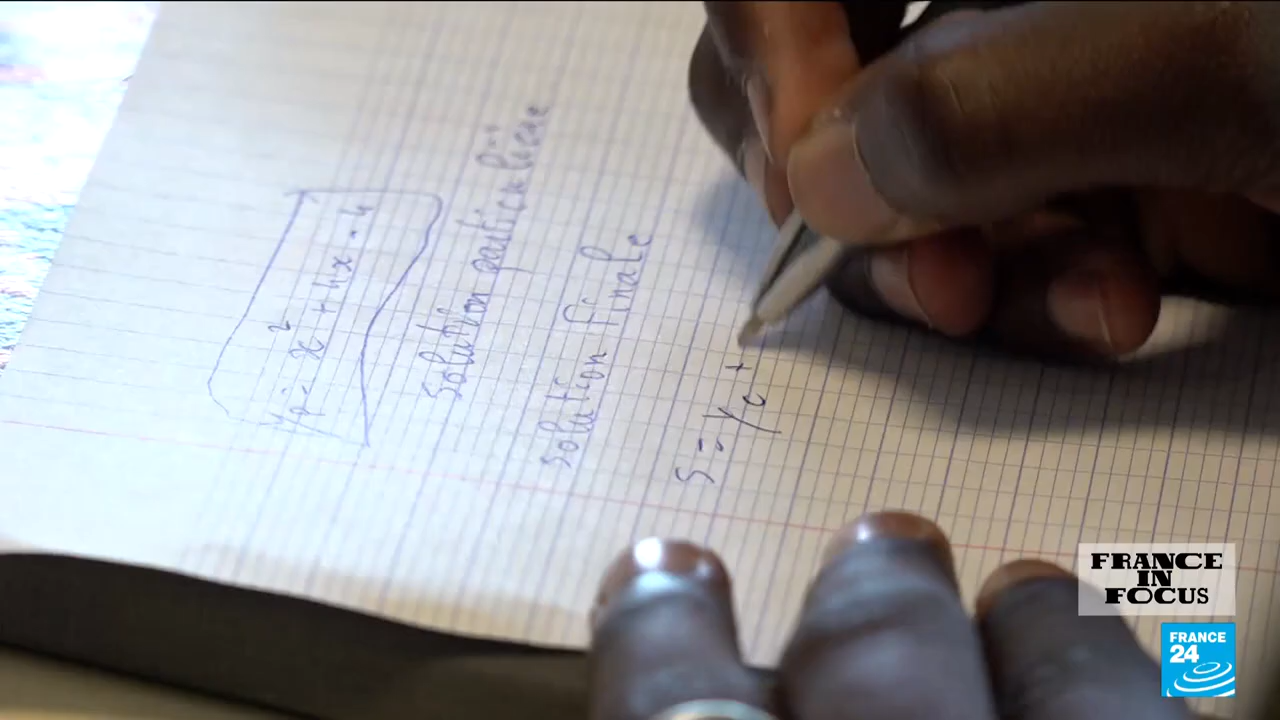 yp = x² + 4x - 4
solution particulière
solution finale
S = yc +
FRANCE
IN
FOCUS
FRANCE
24